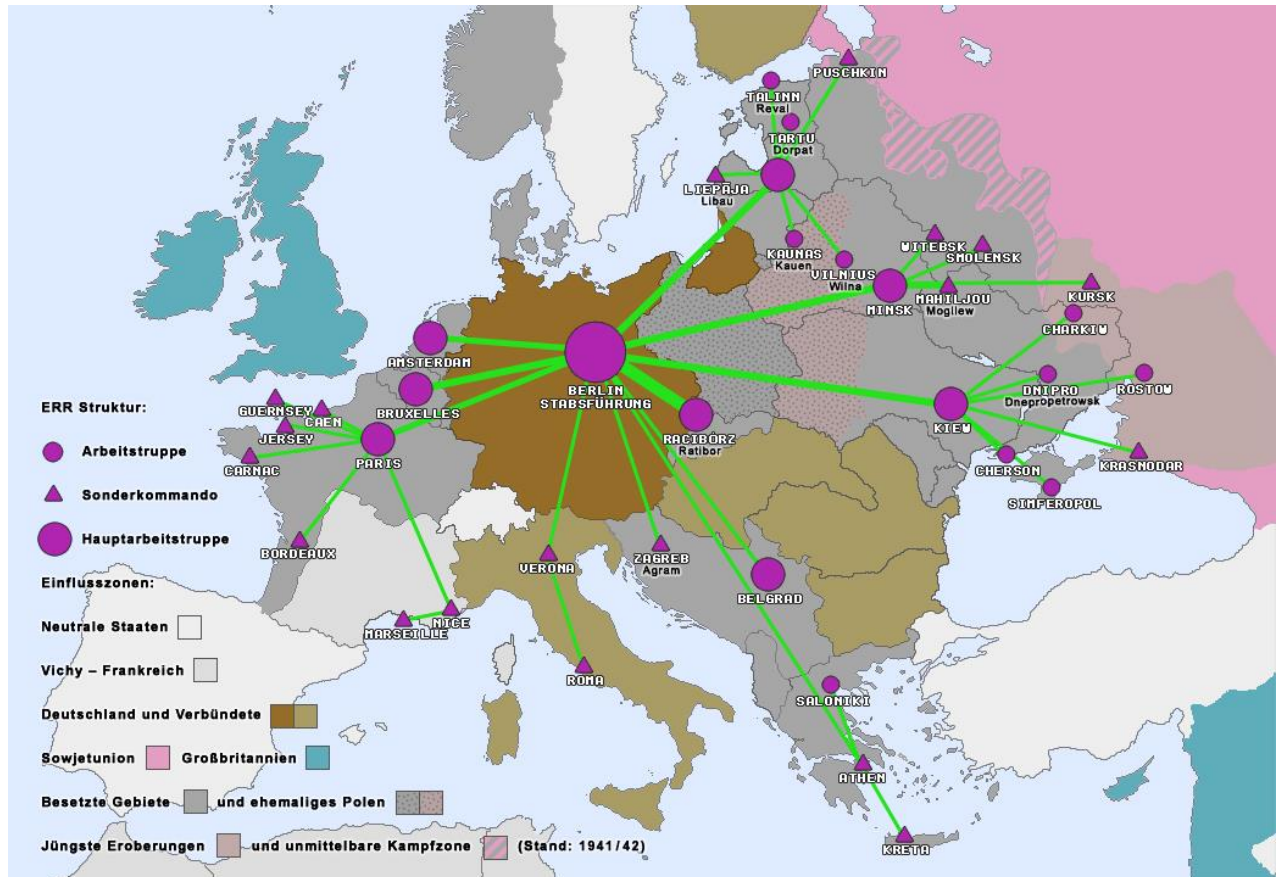 PUSCHKIN
TALINN
Reval
TARTU
Dorpat
LIEPĀJA
Libau
KAUNAS
Kauen
VILNIUS
Wilna
WITEBSK
SMOLENSK
MINSK
MAHILJOU
Mogilew
KURSK
CHARKIW
AMSTERDAM
BRUXELLES
BERLIN
STABSFÜHRUNG
RACIBÓRZ
Ratibor
KIEW
DNIPRO
Dnepropetrowsk
ROSTOW
CHERSON
SIMFEROPOL
KRASNODAR
GUERNSEY
CAEN
JERSEY
CARNAC
PARIS
BORDEAUX
MARSEILLE
NICE
VERONA
ZAGREB
Agram
BELGRAD
ROMA
SALONIKI
ATHEN
KRETA
ERR Struktur:
Arbeitstruppe
Sonderkommando
Hauptarbeitstruppe
Einflusszonen:
Neutrale Staaten
Vichy – Frankreich
Deutschland und Verbündete
Sowjetunion Großbritannien
Besetzte Gebiete und ehemaliges Polen
Jüngste Eroberungen und unmittelbare Kampfzone (Stand: 1941/42)